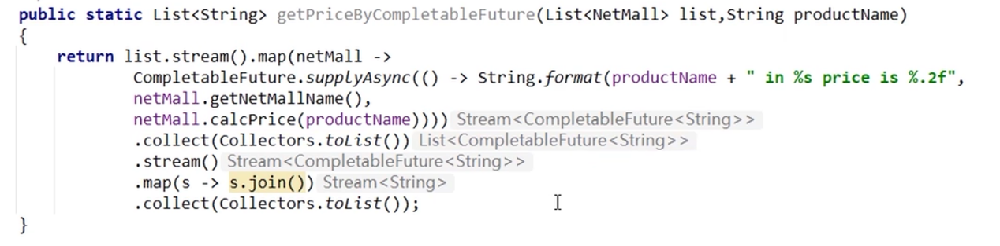 public static List<String> getPriceByCompletableFuture(List<NetMall> list,String productName)
{
return list.stream().map(netMall ->
CompletableFuture.supplyAsync(() -> String.format(productName + " in %s price is %.2f",
netMall.getNetMallName(),
netMall.calcPrice(productName)))) Stream<CompletableFuture<String>>
.collect(Collectors.toList()) List<CompletableFuture<String>>
.stream() Stream<CompletableFuture<String>>
.map(s -> s.join()) Stream<String>
.collect(Collectors.toList());
}